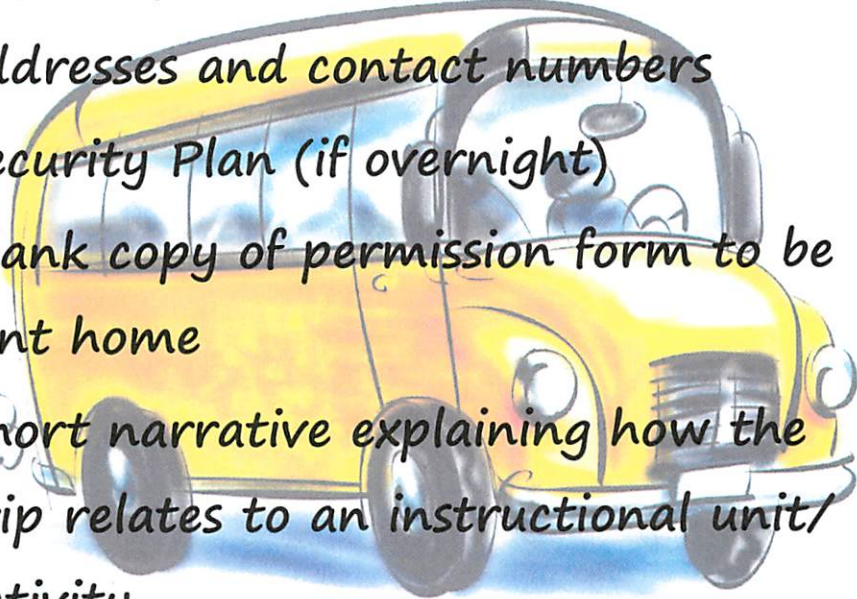 ldresses and contact numbers
ecurity Plan (if overnight)
ank copy of permission form to be
nt home
hort narrative explaining how the
ip relates to an instructional unit/